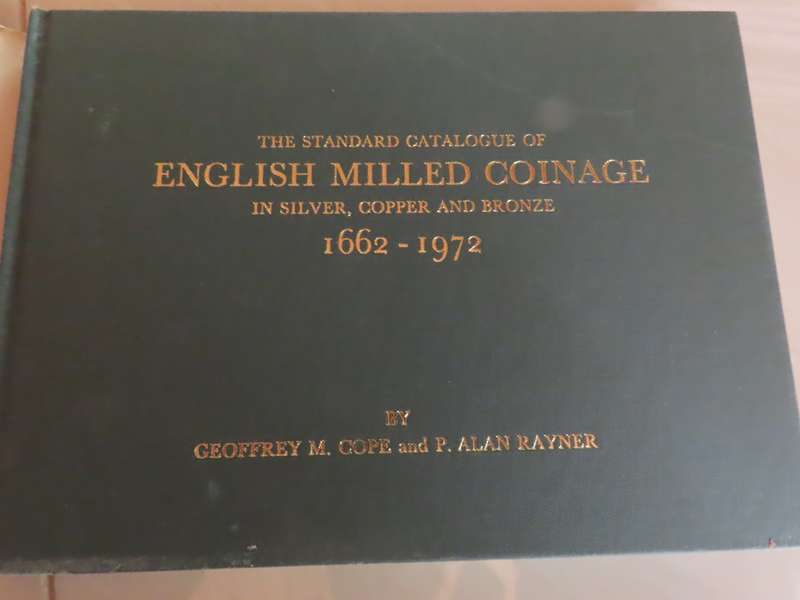 THE STANDARD CATALOGUE OF
ENGLISH MILLED COINAGE
IN SILVER, COPPER AND BRONZE
1662 - 1972
BY
GEOFFREY M. COPE and P. ALAN RAYNER